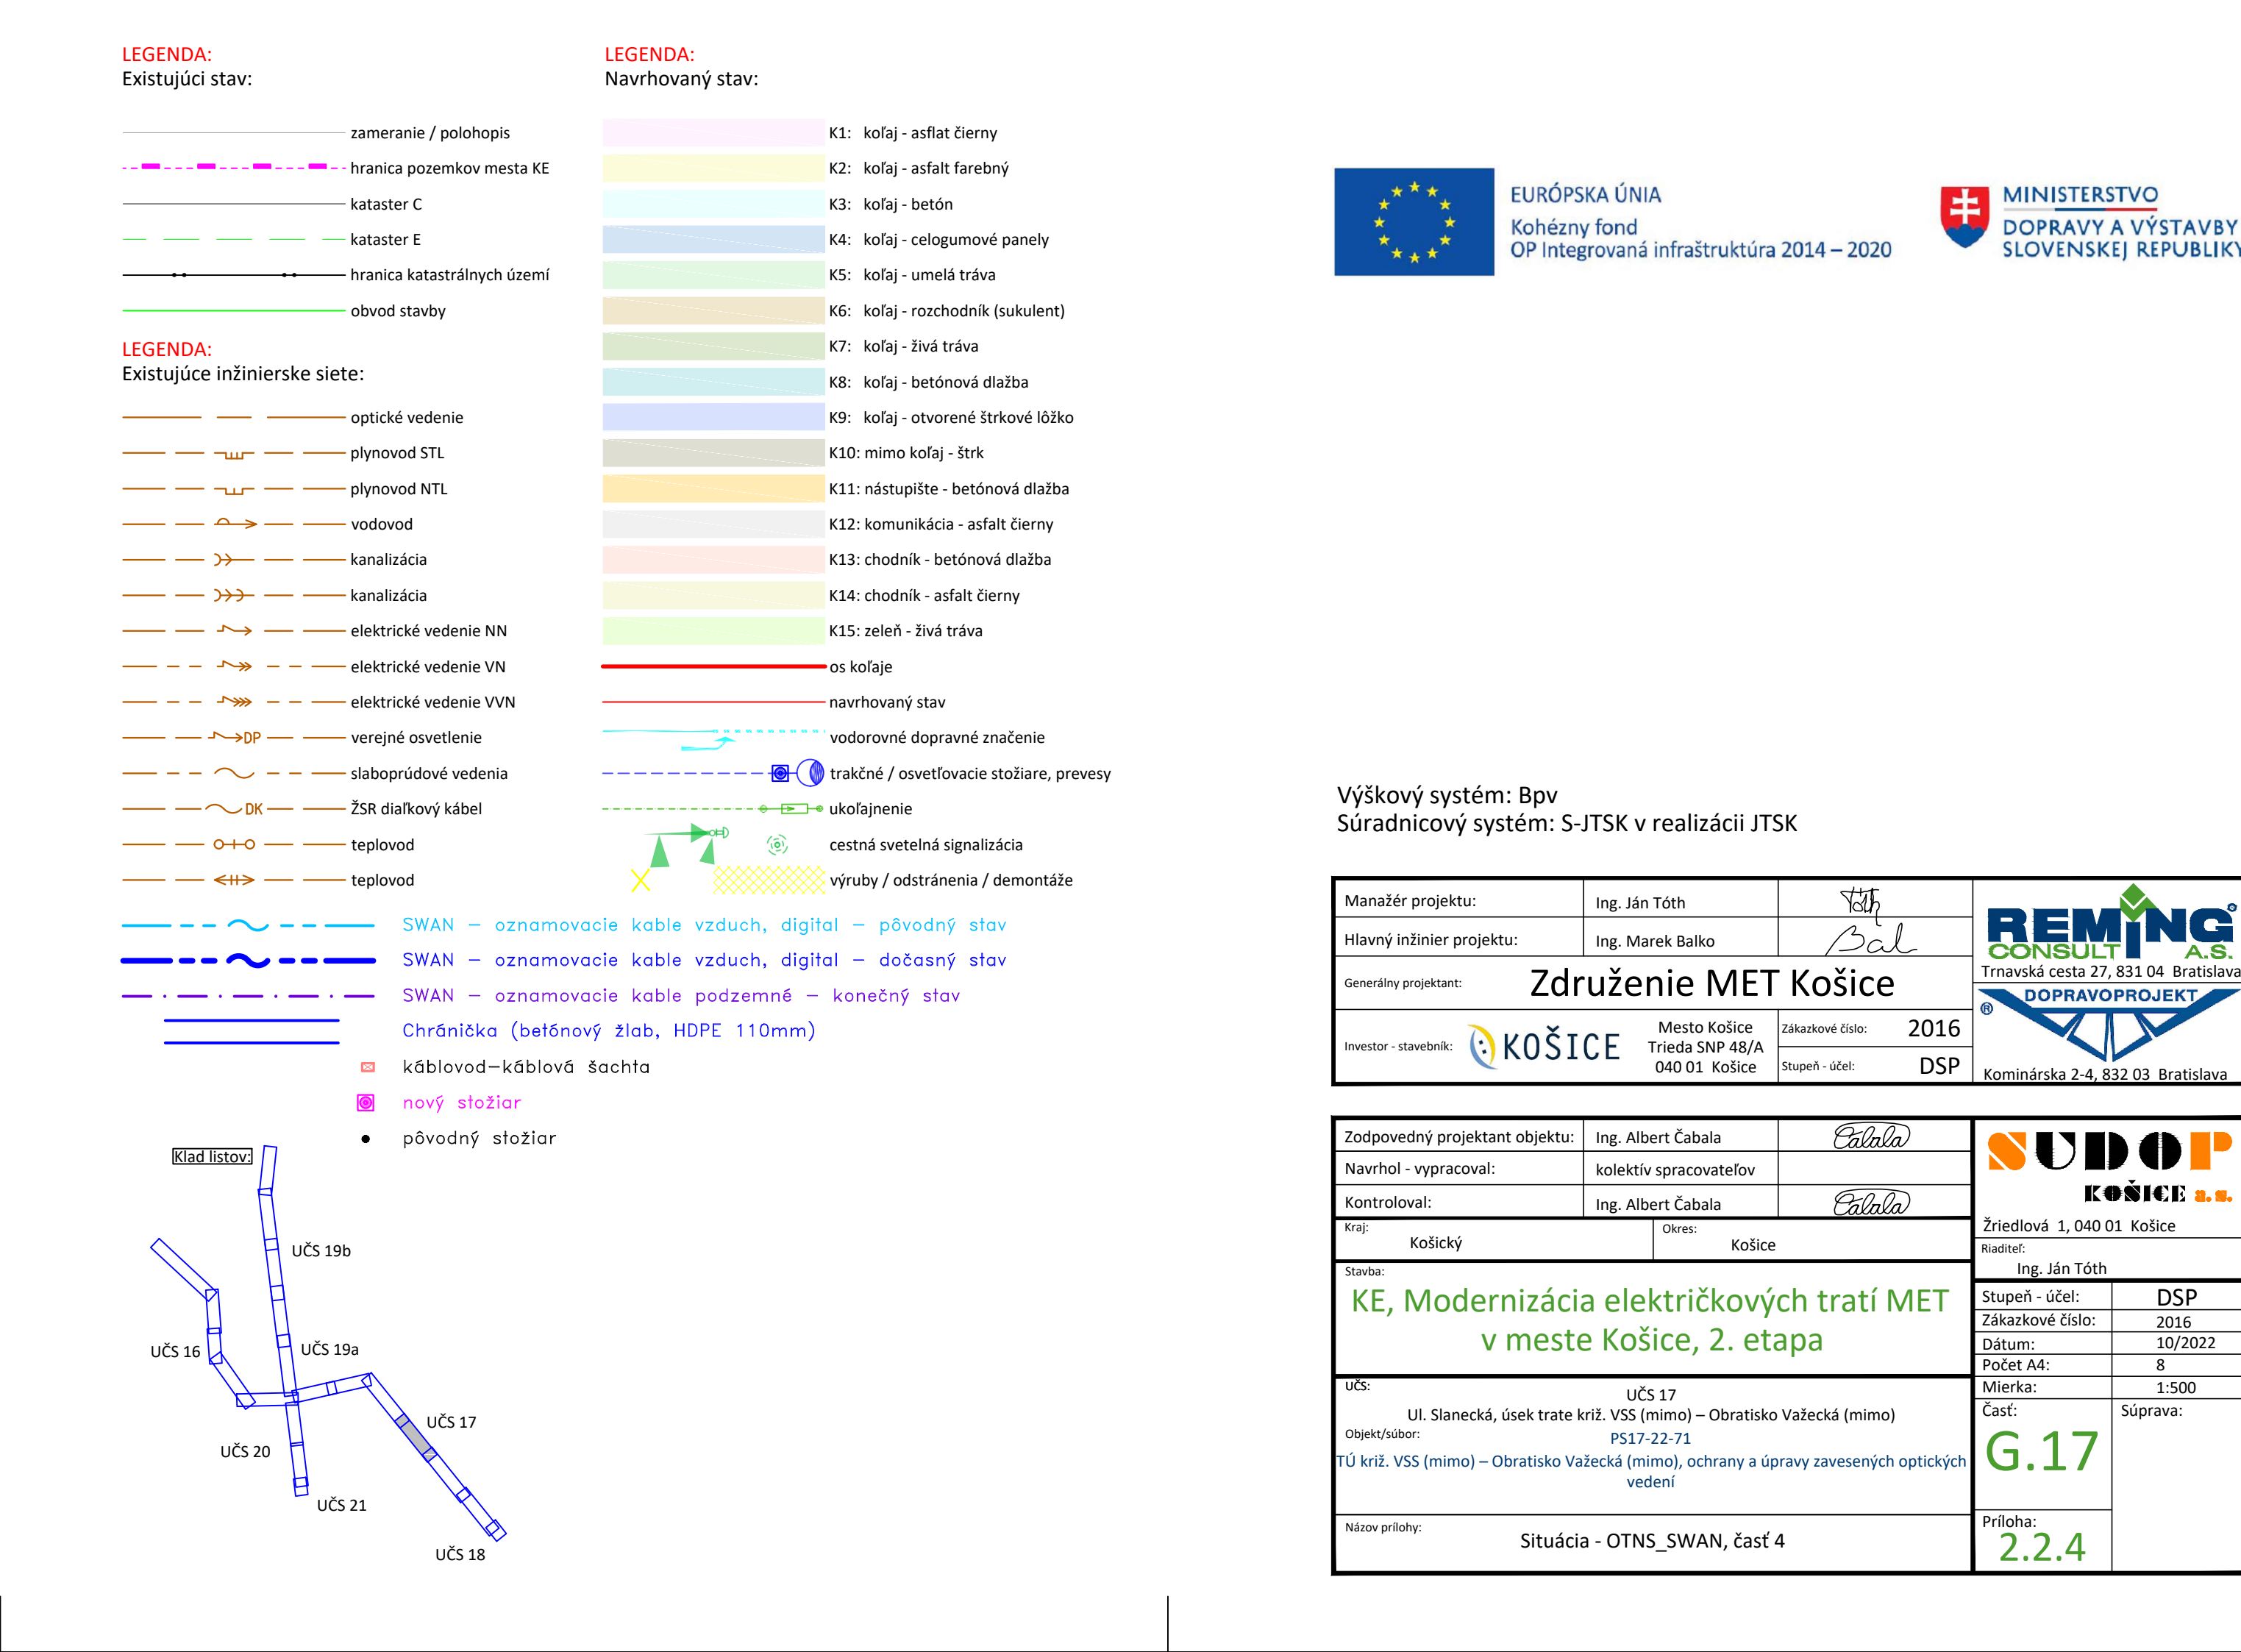 LEGENDA:
Existujúci stav:
zameranie / polohopis
hranica pozemkov mesta KE
kataster C
kataster E
hranica katastrálnych území
obvod stavby
LEGENDA:
Existujúce inžinierske siete:
optické vedenie
plynovod STL
plynovod NTL
vodovod
kanalizácia
kanalizácia
elektrické vedenie NN
elektrické vedenie VN
elektrické vedenie VVN
DP verejné osvetlenie
slaboprúdové vedenia
DK ŽSR diaľkový kábel
teplovod
teplovod
LEGENDA:
Navrhovaný stav:
K1: koľaj - asflat čierny
K2: koľaj - asfalt farebný
K3: koľaj - betón
K4: koľaj - celogumové panely
K5: koľaj - umelá tráva
K6: koľaj - rozchodník (sukulent)
K7: koľaj - živá tráva
K8: koľaj - betónová dlažba
K9: koľaj - otvorené štrkové lôžko
K10: mimo koľaj - štrk
K11: nástupište - betónová dlažba
K12: komunikácia - asfalt čierny
K13: chodník - betónová dlažba
K14: chodník - asfalt čierny
K15: zeleň - živá tráva
os koľaje
navrhovaný stav
vodorovné dopravné značenie
trakčné / osvetľovacie stožiare, prevesy
ukoľajnenie
cestná svetelná signalizácia
výruby / odstránenia / demontáže
SWAN – oznamovacie kable vzduch, digital – pôvodný stav
SWAN – oznamovacie kable vzduch, digital – dočasný stav
SWAN – oznamovacie kable podzemné – konečný stav
Chránička (betónový žlab, HDPE 110mm)
káblovod–káblová šachta
nový stožiar
pôvodný stožiar
Klad listov:
UČS 19b
UČS 16
UČS 19a
UČS 17
UČS 20
UČS 21
UČS 18
EURÓPSKA ÚNIA
Kohézny fond
OP Integrovaná infraštruktúra 2014 – 2020
MINISTERSTVO
DOPRAVY A VÝSTAVBY
SLOVENSKEJ REPUBLIKY
Výškový systém: Bpv
Súradnicový systém: S-JTSK v realizácii JTSK
Manažér projektu: Ing. Ján Tóth Tóth
Hlavný inžinier projektu: Ing. Marek Balko Bal
Generálny projektant: Združenie MET Košice
Investor - stavebník: KOŠICE
Mesto Košice
Trieda SNP 48/A
040 01 Košice
Zákazkové číslo: 2016
Stupeň - účel: DSP
REMING
CONSULT A.S.
Trnavská cesta 27, 831 04 Bratislava
DOPRAVOPROJEKT
®
Kominárska 2-4, 832 03 Bratislava
Zodpovedný projektant objektu: Ing. Albert Čabala Čabala
Navrhol - vypracoval: kolektív spracovateľov
Kontroloval: Ing. Albert Čabala Čabala
Kraj: Košický
Okres: Košice
Stavba:
KE, Modernizácia električkových tratí MET
v meste Košice, 2. etapa
UČS:
UČS 17
Ul. Slanecká, úsek trate križ. VSS (mimo) – Obratisko Važecká (mimo)
Objekt/súbor:
PS17-22-71
TÚ križ. VSS (mimo) – Obratisko Važecká (mimo), ochrany a úpravy zavesených optických
vedení
Názov prílohy:
Situácia - OTNS_SWAN, časť 4
SUDOP
KOŠICE a.s.
Žriedlová 1, 040 01 Košice
Riaditeľ:
Ing. Ján Tóth
Stupeň - účel: DSP
Zákazkové číslo: 2016
Dátum: 10/2022
Počet A4: 8
Mierka: 1:500
Časť: G.17
Súprava:
Príloha:
2.2.4